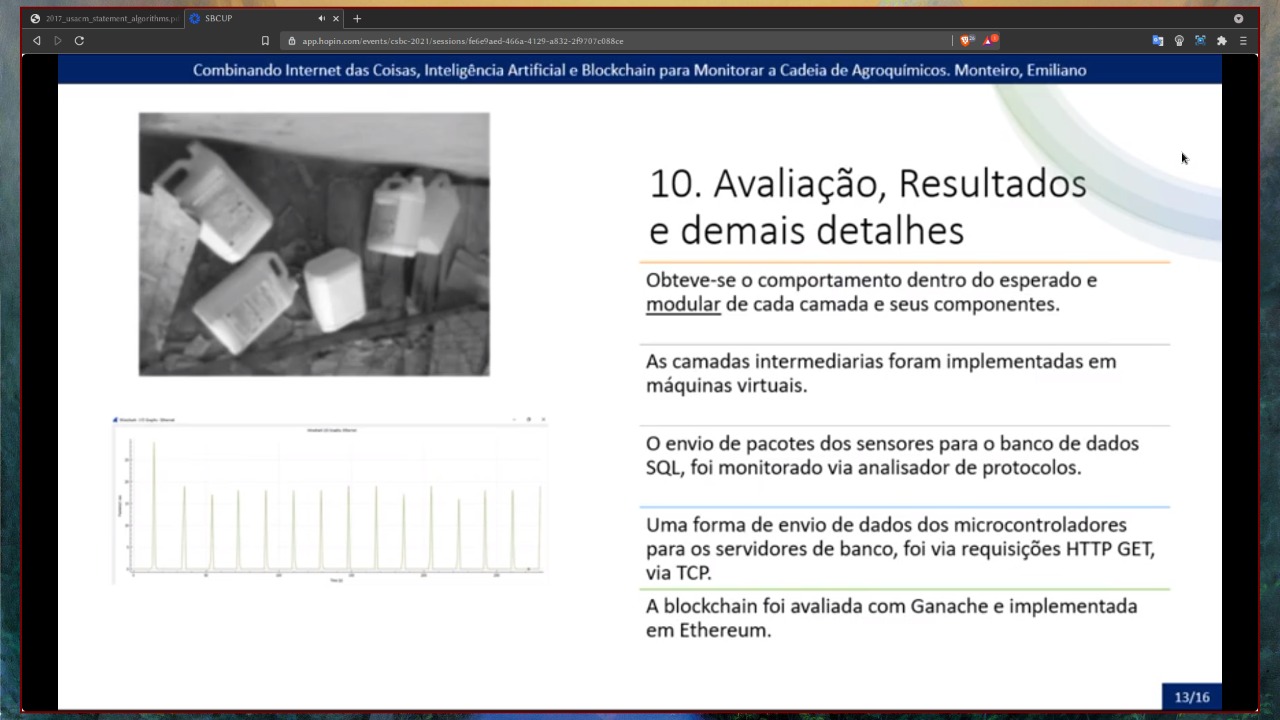 2017_usacm_statement_algorithms.p
SBCUP
app.hopin.com/events/csbc-2021/sessions/fe6e9aed-466a-4129-a832-2f9707c088ce
Combinando Internet das Coisas, Inteligência Artificial e Blockchain para Monitorar a Cadeia de Agroquímicos. Monteiro, Emiliano
10. Avaliação, Resultados
e demais detalhes
Obteve-se o comportamento dentro do esperado e
modular de cada camada e seus componentes.
As camadas intermediarias foram implementadas em
máquinas virtuais.
O envio de pacotes dos sensores para o banco de dados
SQL, foi monitorado via analisador de protocolos.
Uma forma de envio de dados dos microcontroladores
para os servidores de banco, foi via requisições HTTP GET,
via TCP.
A blockchain foi avaliada com Ganache e implementada
em Ethereum.
13/16